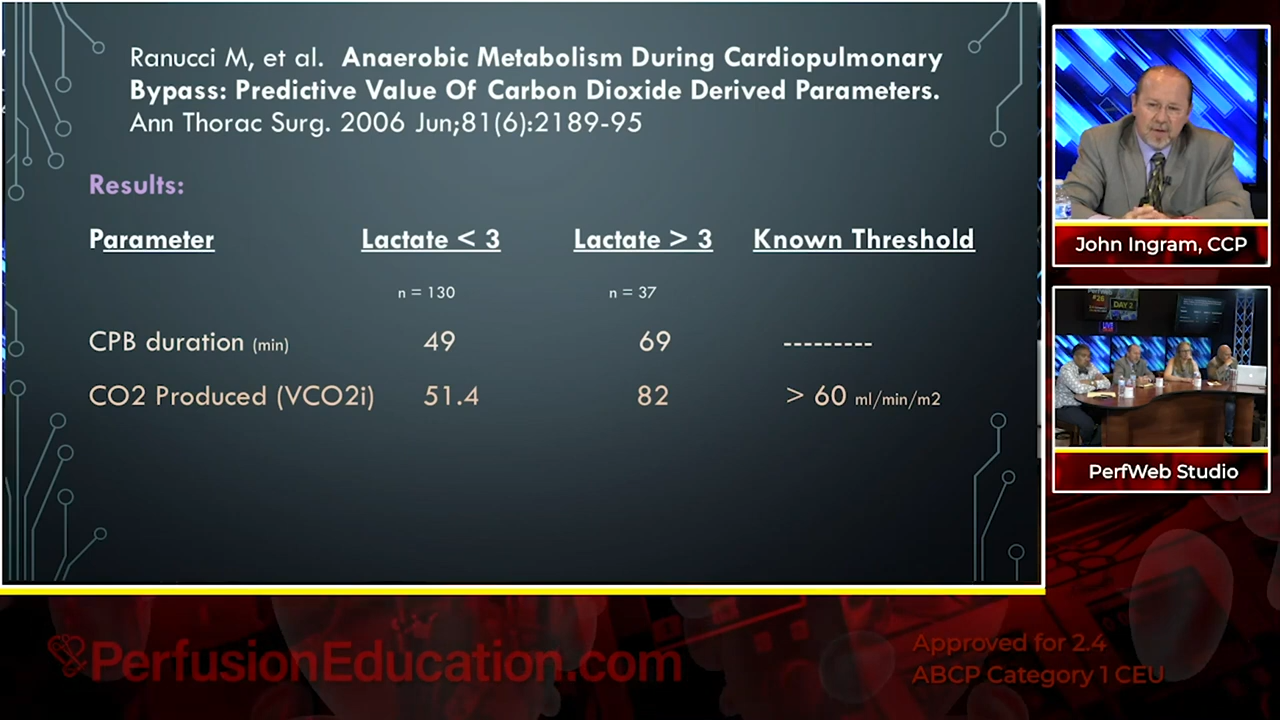 Ranucci M, et al. Anaerobic Metabolism During Cardiopulmonary
Bypass: Predictive Value Of Carbon Dioxide Derived Parameters.
Ann Thorac Surg. 2006 Jun;81(6):2189-95
Results:
Parameter Lactate < 3 Lactate > 3 Known Threshold
n = 130 n = 37
CPB duration (min) 49 69 ---------
CO2 Produced (VCO2i) 51.4 82 > 60 ml/min/m2
John Ingram, CCP
DAY 2
PerfWeb Studio
PerfusionEducation.com
Approved for 2.4
ABCP Category 1 CEU